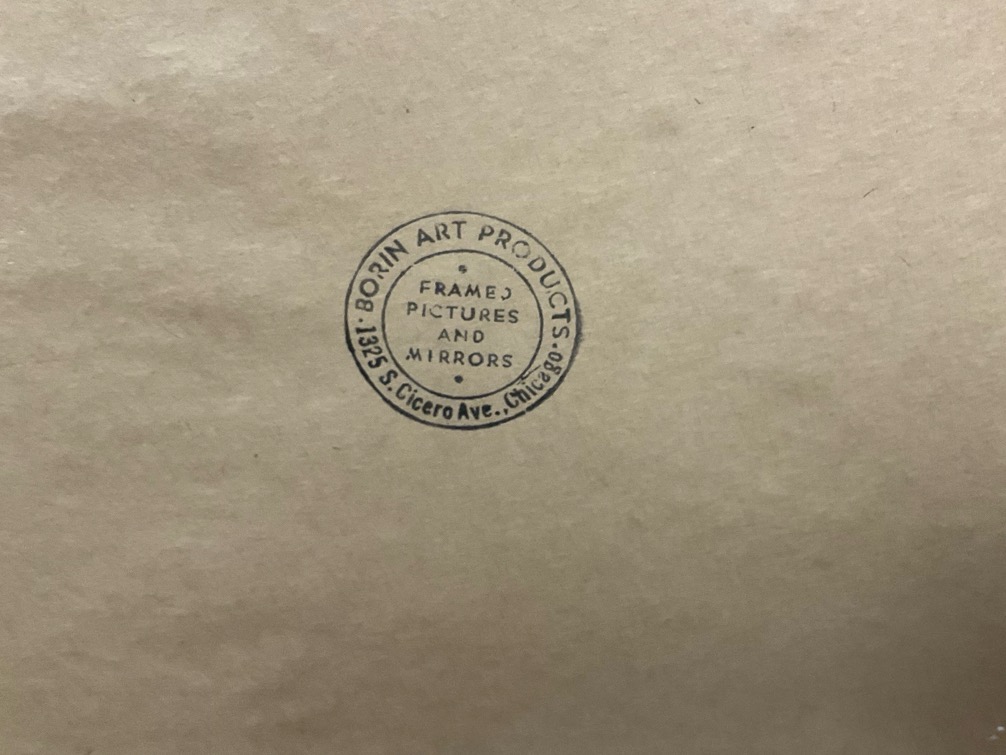 BORIN ART PRODUCTS
FRAMED
PICTURES
AND
MIRRORS
1325 S. Cicero Ave., Chicago